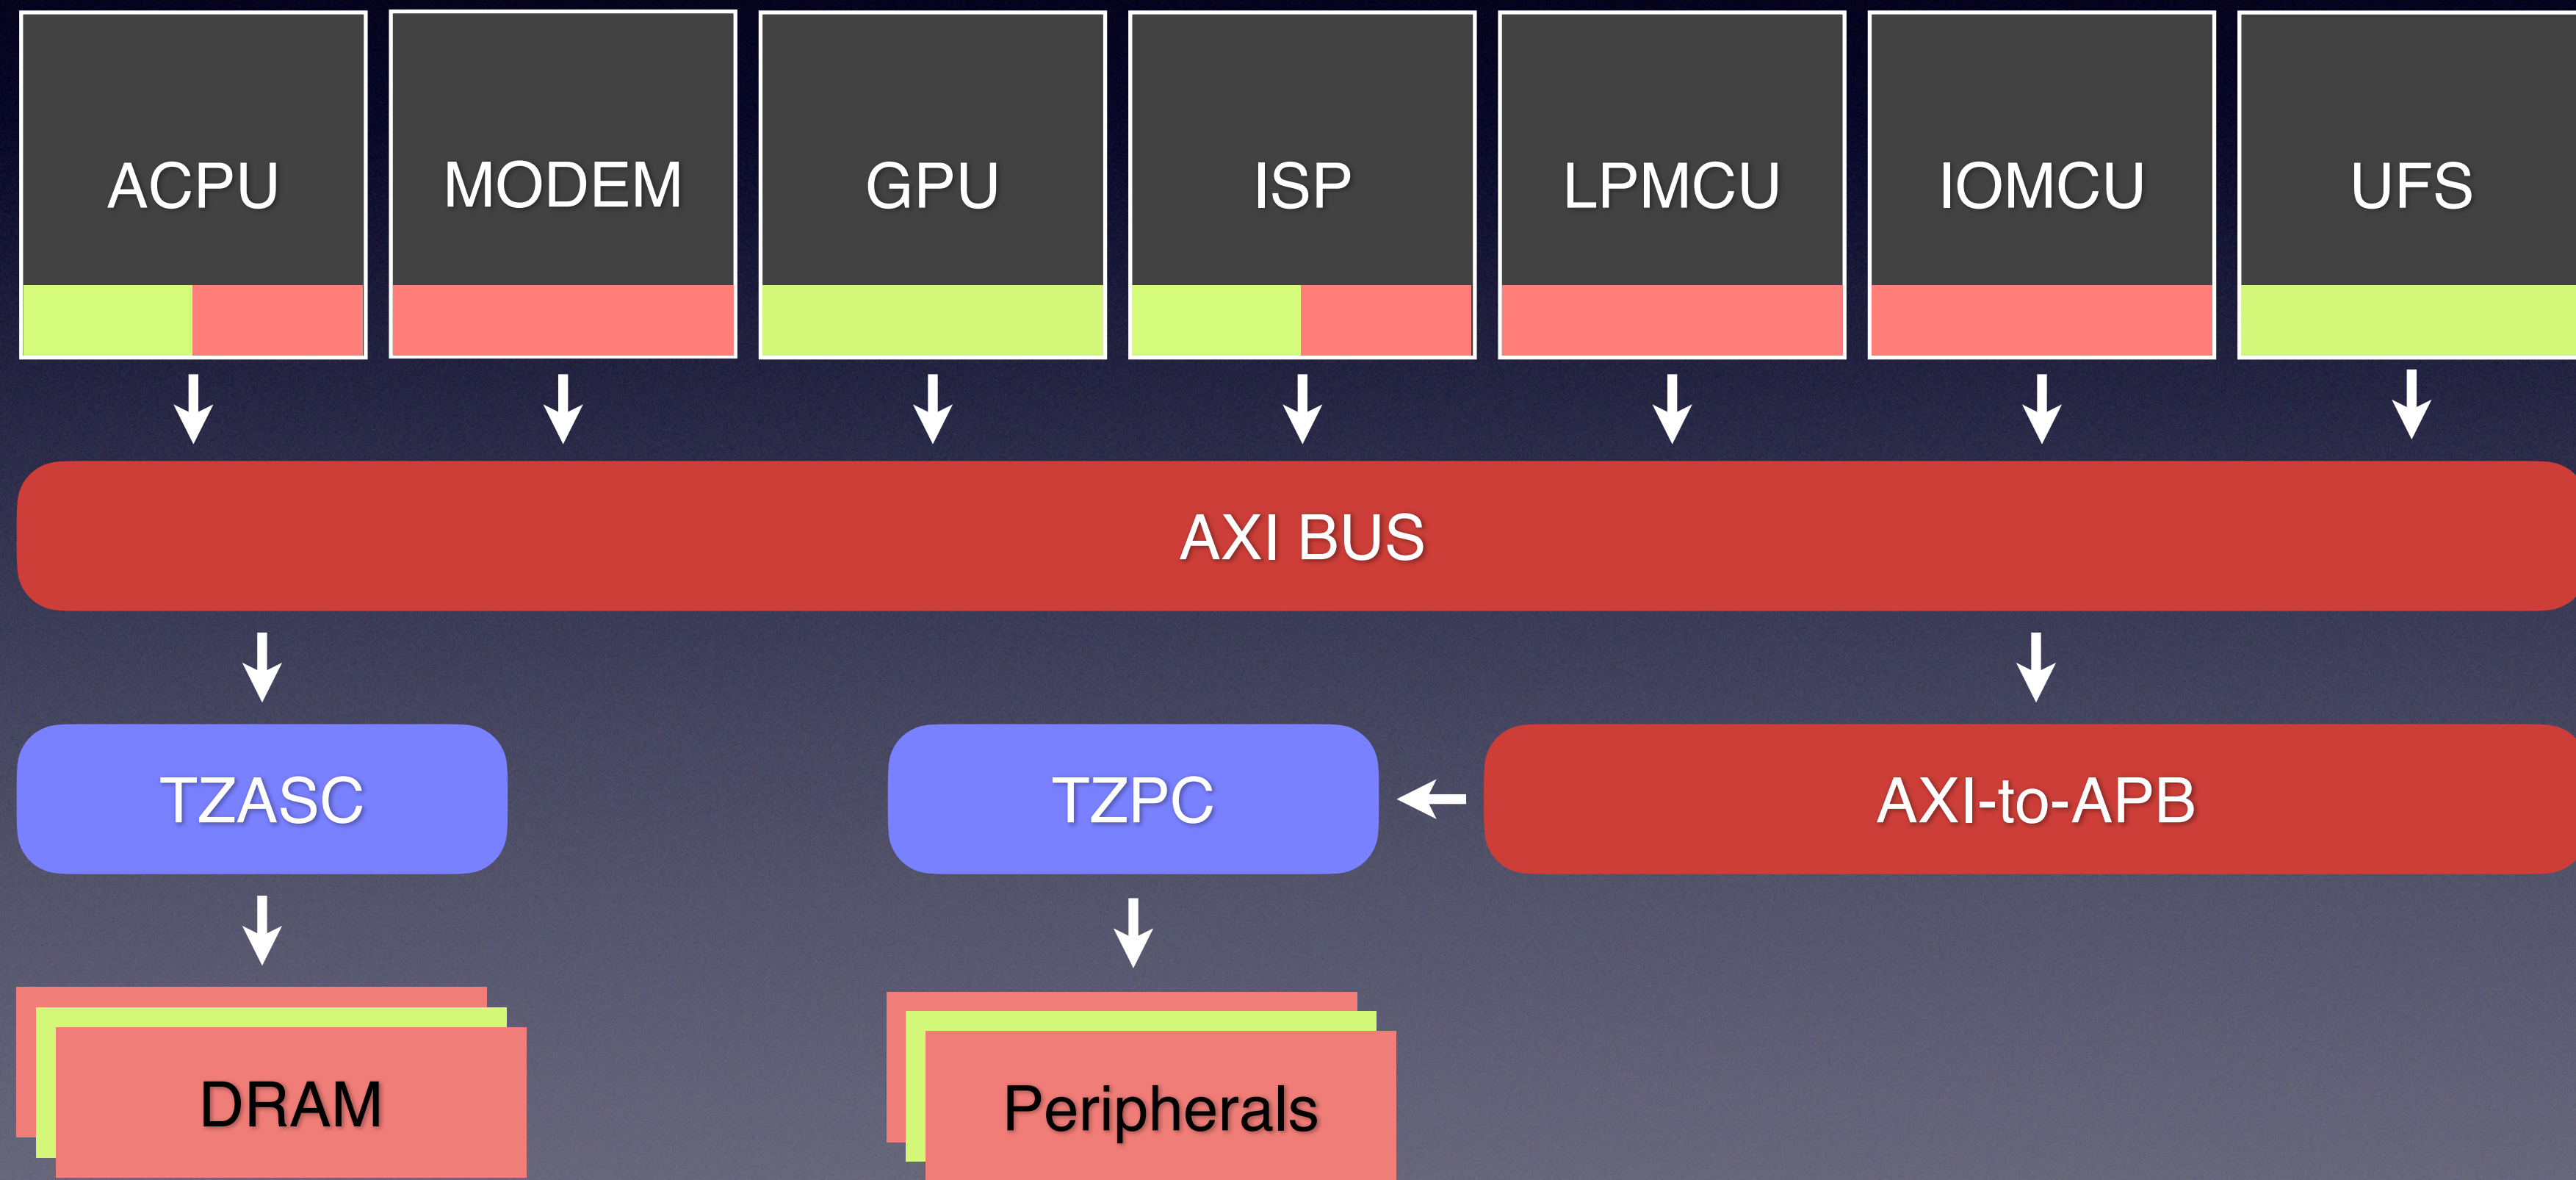 ACPU
MODEM
GPU
ISP
LPMCU
IOMCU
UFS
AXI BUS
TZASC
TZPC
AXI-to-APB
DRAM
Peripherals